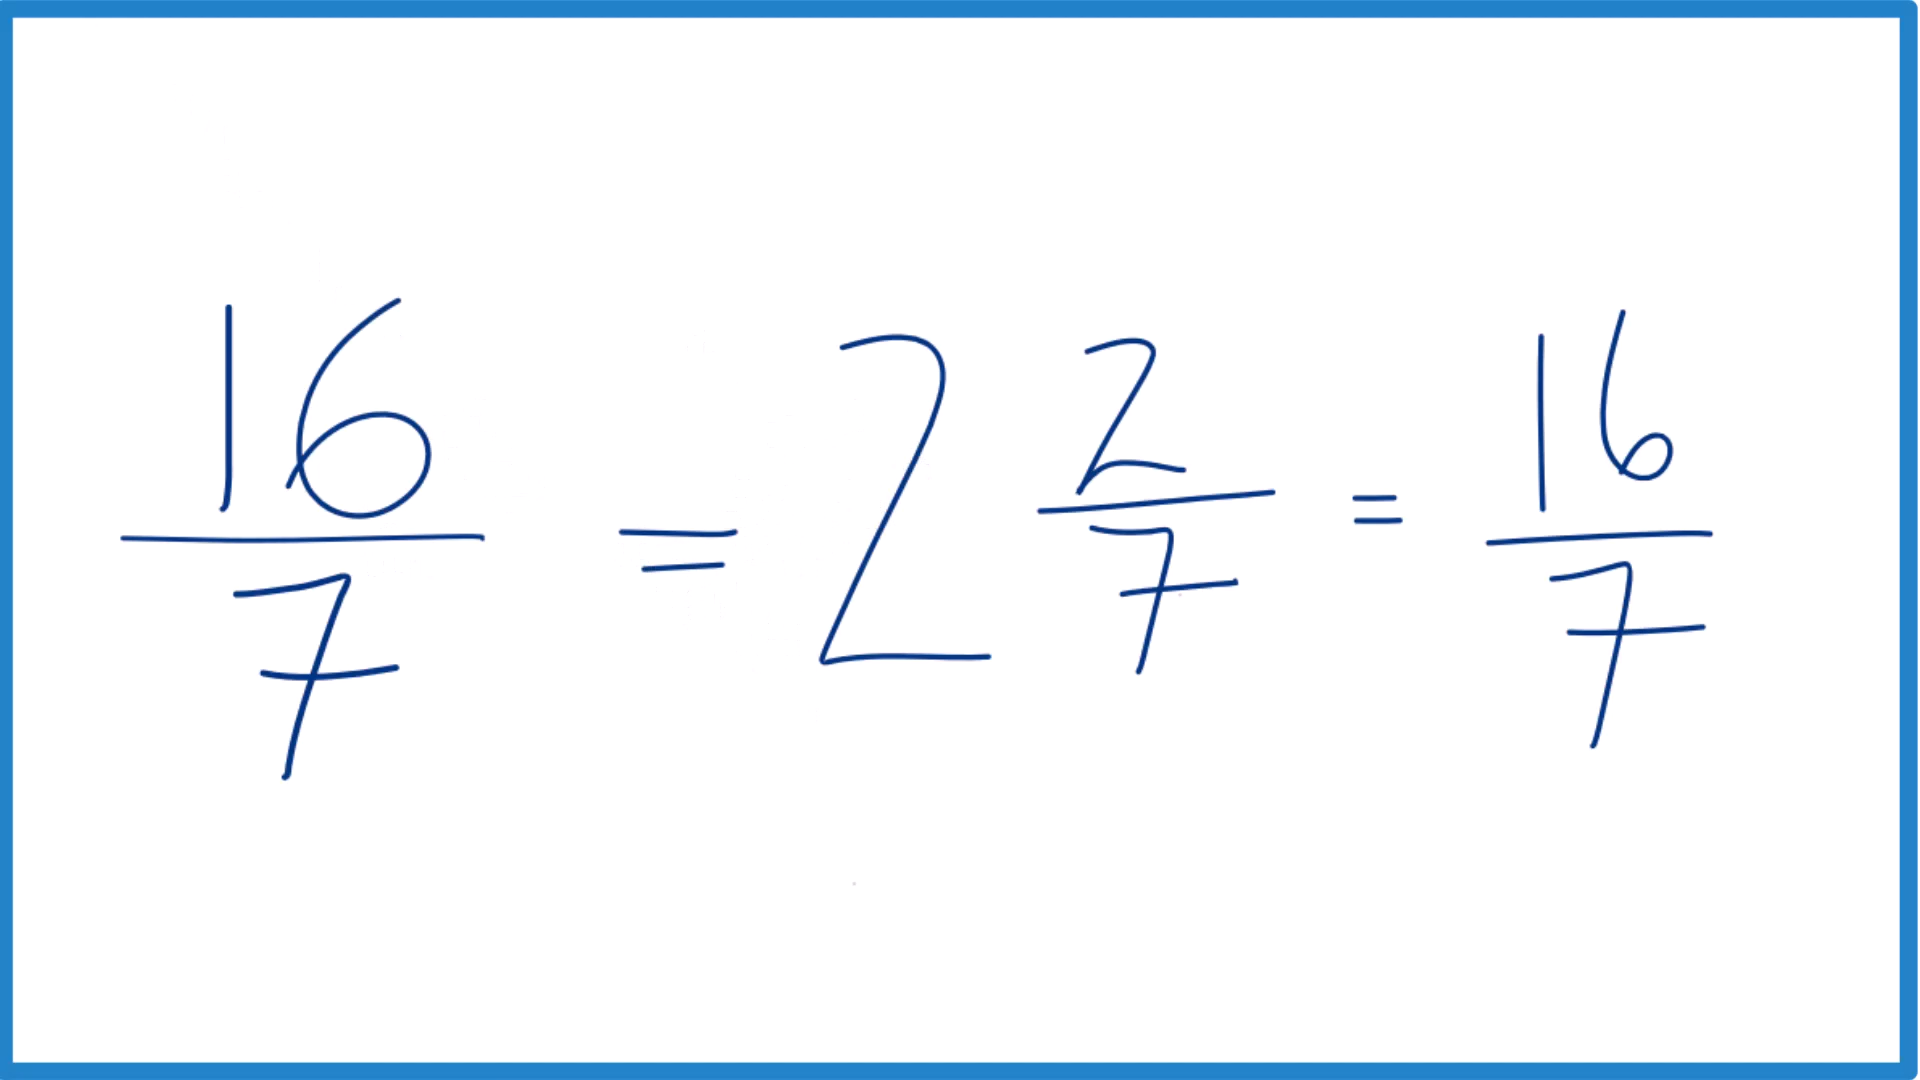 16/7 = 2 2/7 = 16/7